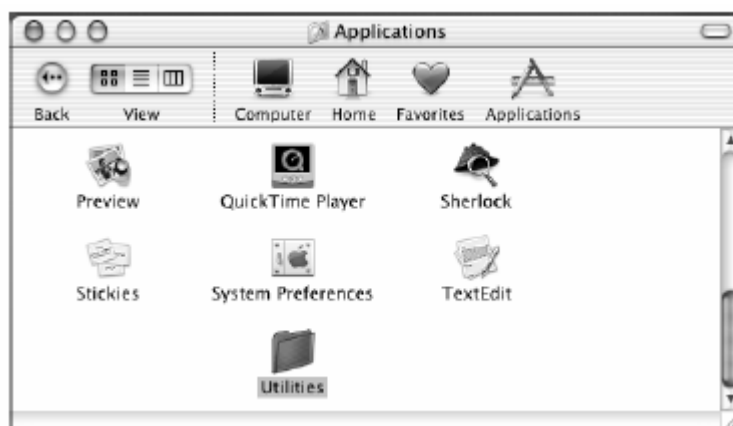 Applications
Back View Computer Home Favorites Applications
Preview QuickTime Player Sherlock
Stickies System Preferences TextEdit
Utilities